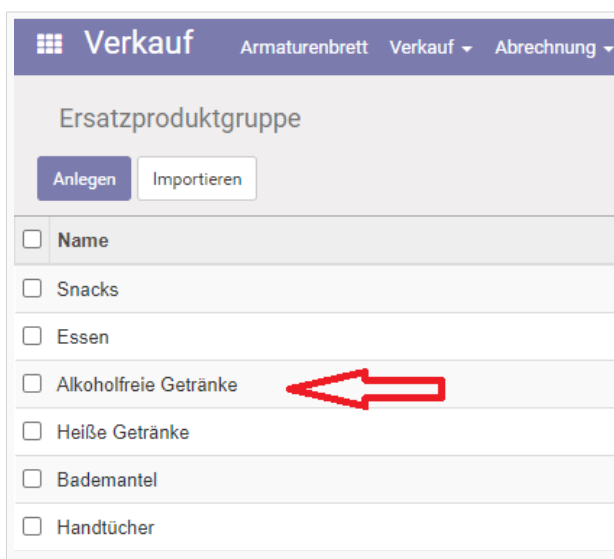 Verkauf Armaturenbrett Verkauf Abrechnung
Ersatzproduktgruppe
Anlegen Importieren
Name
Snacks
Essen
Alkoholfreie Getränke
Heiße Getränke
Bademantel
Handtücher